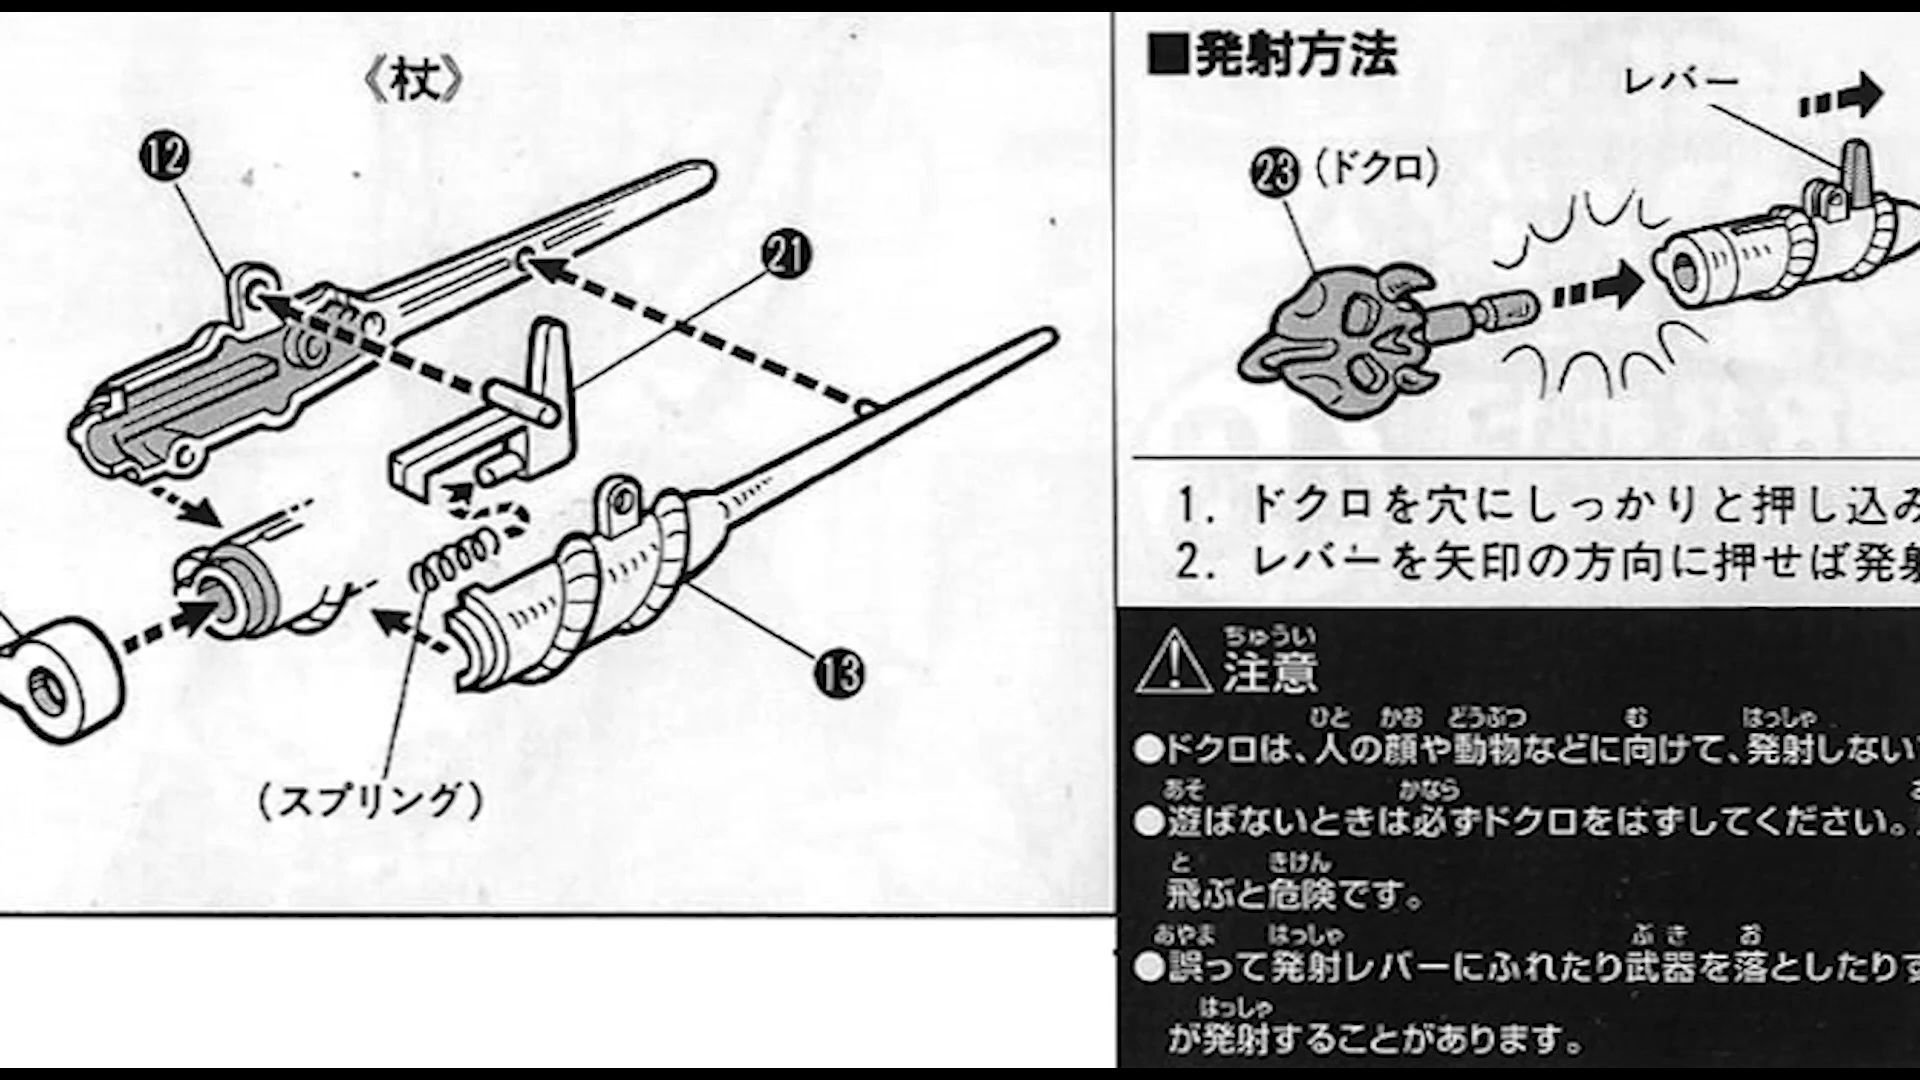 《杖》
12
21
13
(スプリング)
■発射方法
レバー
23 (ドクロ)
1. ドクロを穴にしっかりと押し込み
2. レバーを矢印の方向に押せば発射
ちゅうい
注意
ひと かお どうぶつ む はっしゃ
●ドクロは、人の顔や動物などに向けて、発射しない
あそ かなら
●遊ばないときは必ずドクロをはずしてください。
と きけん
飛ぶと危険です。
あやま はっしゃ ぶき お
●誤って発射レバーにふれたり武器を落としたり
はっしゃ
が発射することがあります。